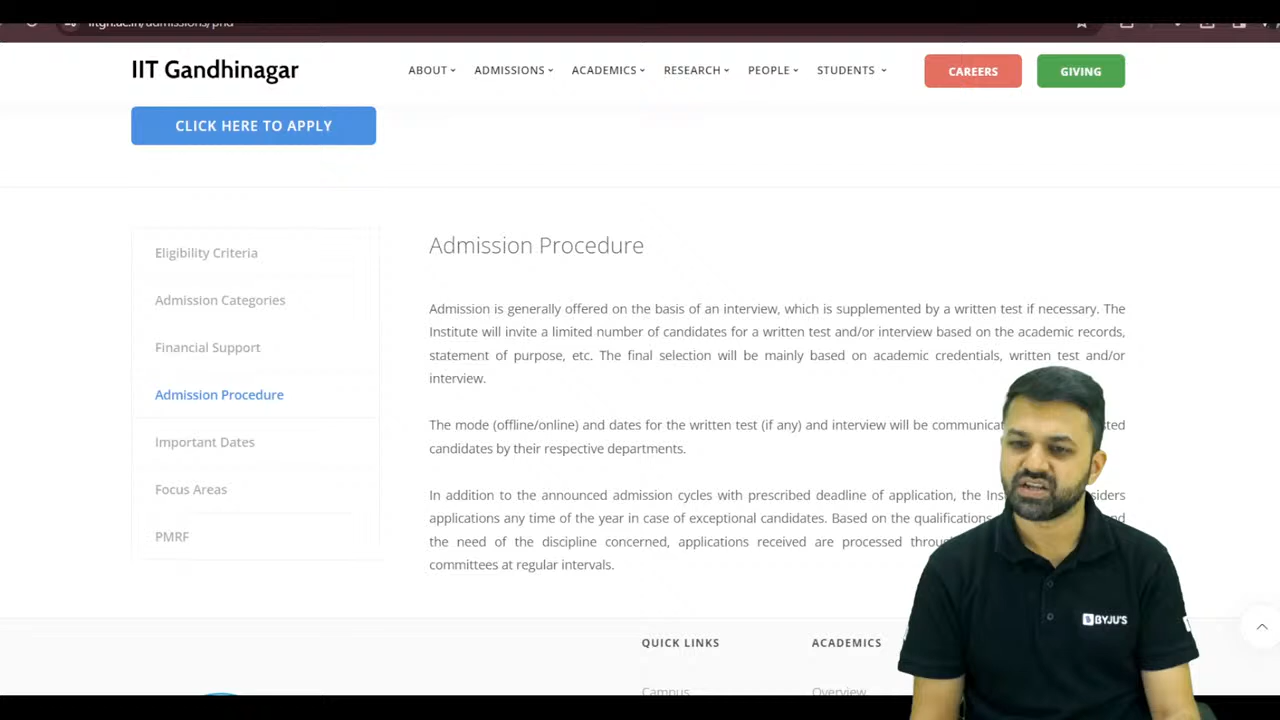 iitgn.ac.in/admissions/phd
IIT Gandhinagar
ABOUT
ADMISSIONS
ACADEMICS
RESEARCH
PEOPLE
STUDENTS
CAREERS
GIVING
CLICK HERE TO APPLY
Eligibility Criteria
Admission Categories
Financial Support
Admission Procedure
Important Dates
Focus Areas
PMRF
Admission Procedure
Admission is generally offered on the basis of an interview, which is supplemented by a written test if necessary. The
Institute will invite a limited number of candidates for a written test and/or interview based on the academic records,
statement of purpose, etc. The final selection will be mainly based on academic credentials, written test and/or
interview.
The mode (offline/online) and dates for the written test (if any) and interview will be
candidates by their respective departments.
In addition to the announced admission cycles with prescribed deadline of application, the
applications any time of the year in case of exceptional candidates. Based on the qualifications
the need of the discipline concerned, applications received are processed
committees at regular intervals.
QUICK LINKS
ACADEMICS
Campus
Overview
BYJU'S